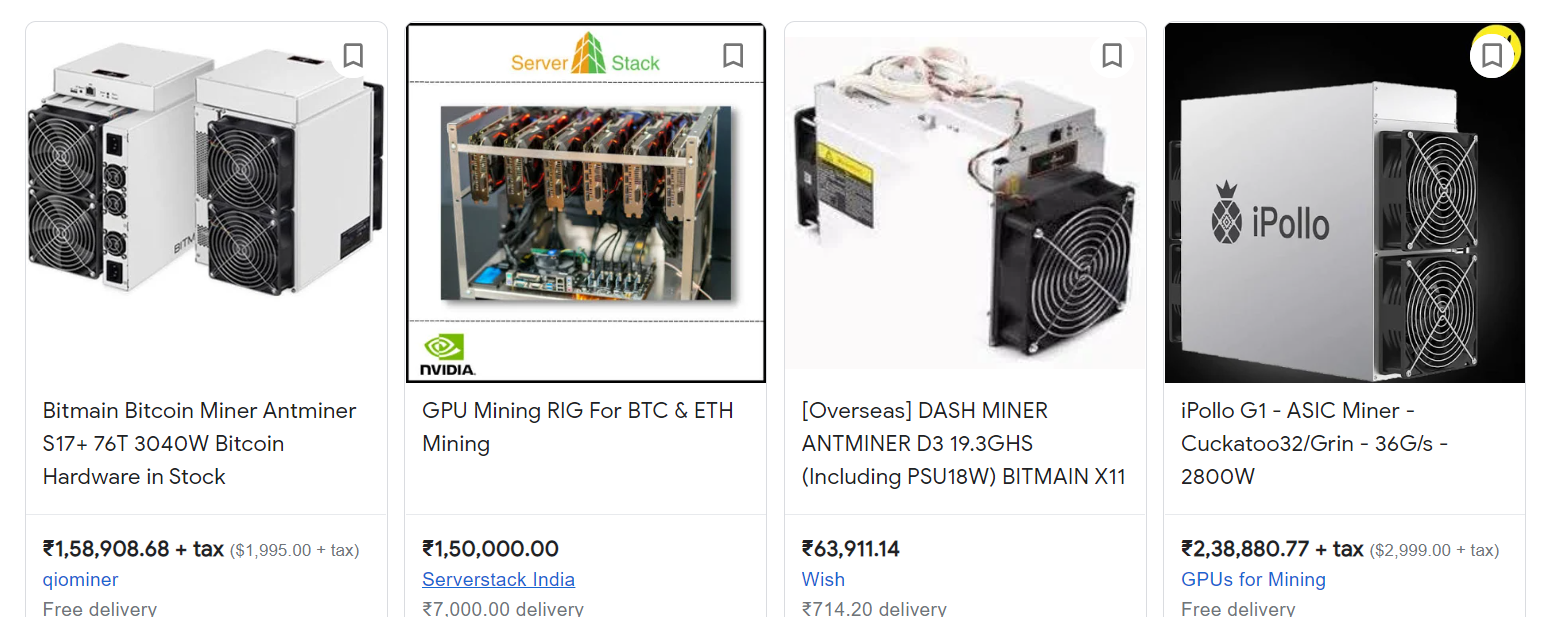 BITMA
Bitmain Bitcoin Miner Antminer
S17+ 76T 3040W Bitcoin
Hardware in Stock
₹1,58,908.68 + tax ($1,995.00 + tax)
qiominer
Free delivery
Server Stack
NVIDIA.
GPU Mining RIG For BTC & ETH
Mining
₹1,50,000.00
Serverstack India
₹7,000.00 delivery
[Overseas] DASH MINER
ANTMINER D3 19.3GHS
(Including PSU18W) BITMAIN X11
₹63,911.14
Wish
₹714.20 delivery
iPollo
iPollo G1 - ASIC Miner -
Cuckatoo32/Grin - 36G/s -
2800W
₹2,38,880.77 + tax ($2,999.00 + tax)
GPUs for Mining
Free delivery